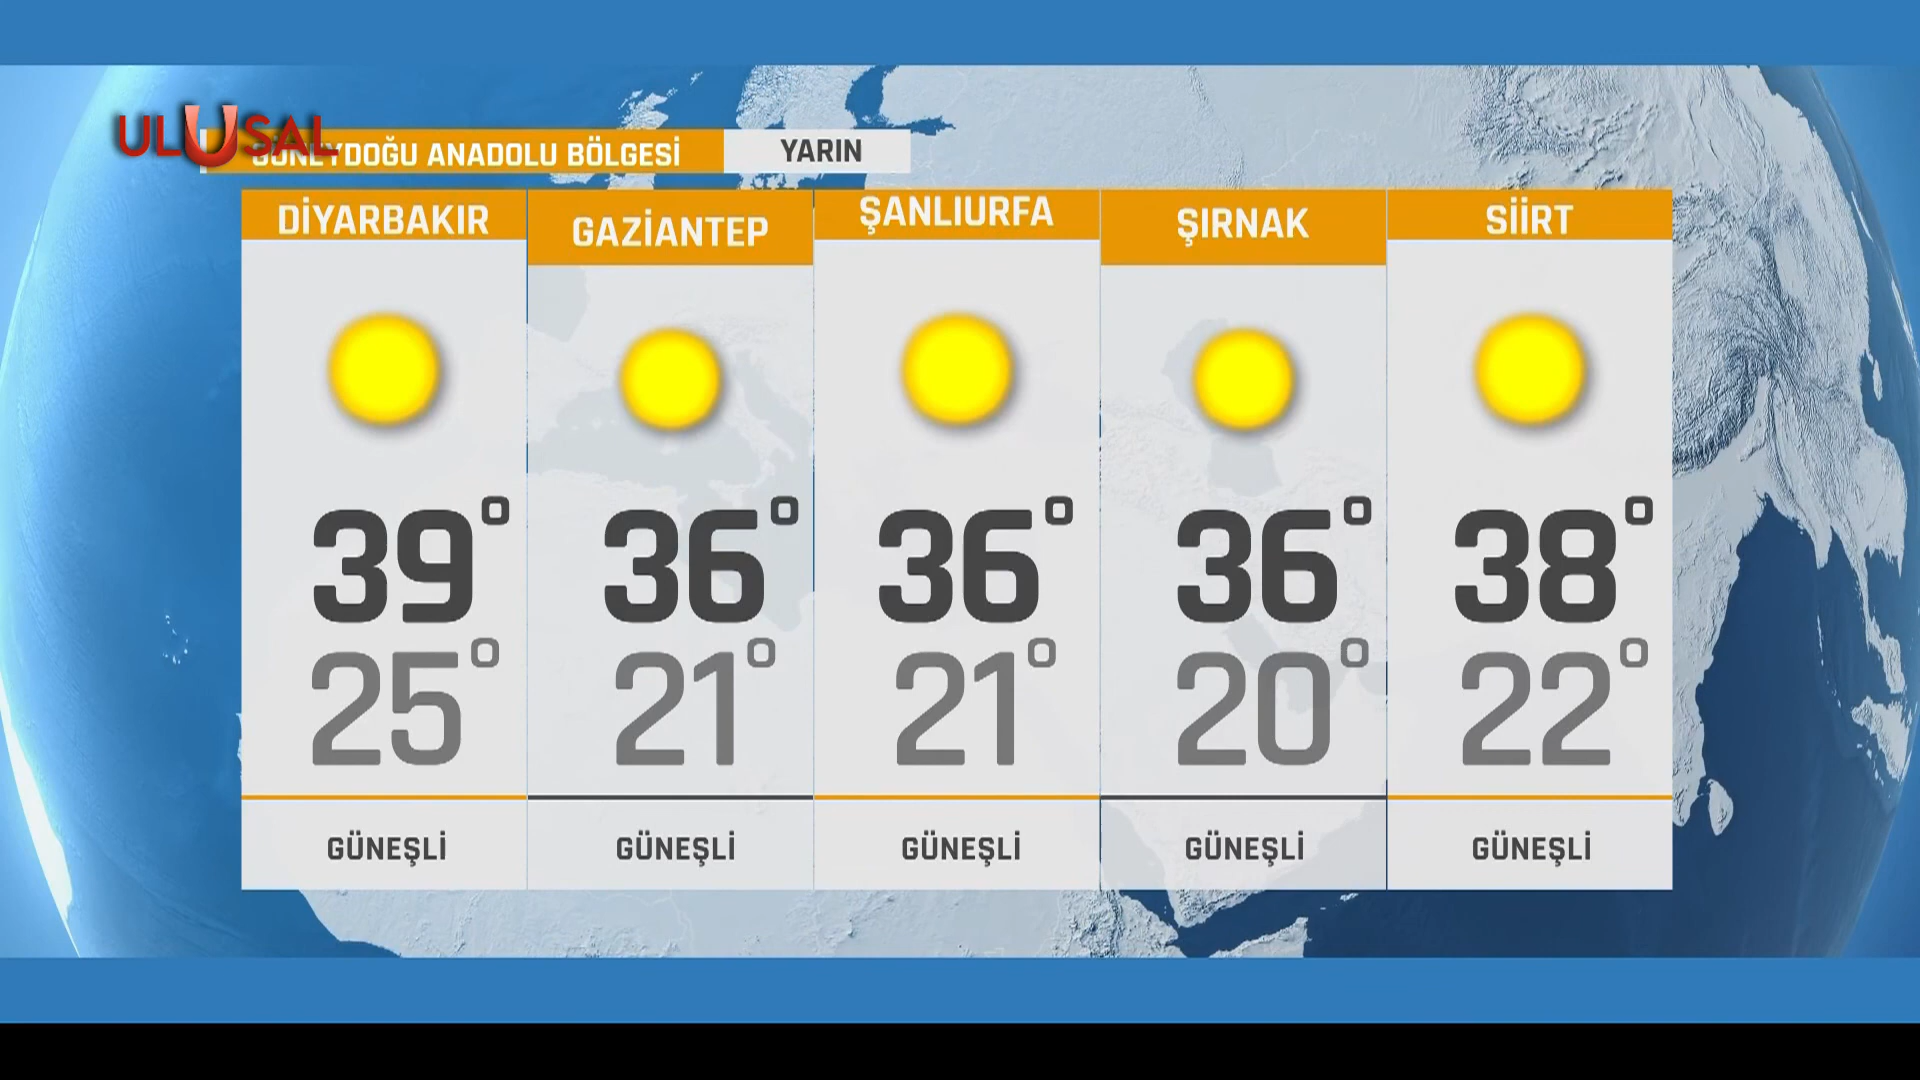 ULUSAL
GÜNEYDOĞU ANADOLU BÖLGESİ YARIN
DİYARBAKIR GAZİANTEP ŞANLIURFA ŞIRNAK SİİRT
39° 36° 36° 36° 38°
25° 21° 21° 20° 22°
GÜNEŞLİ GÜNEŞLİ GÜNEŞLİ GÜNEŞLİ GÜNEŞLİ